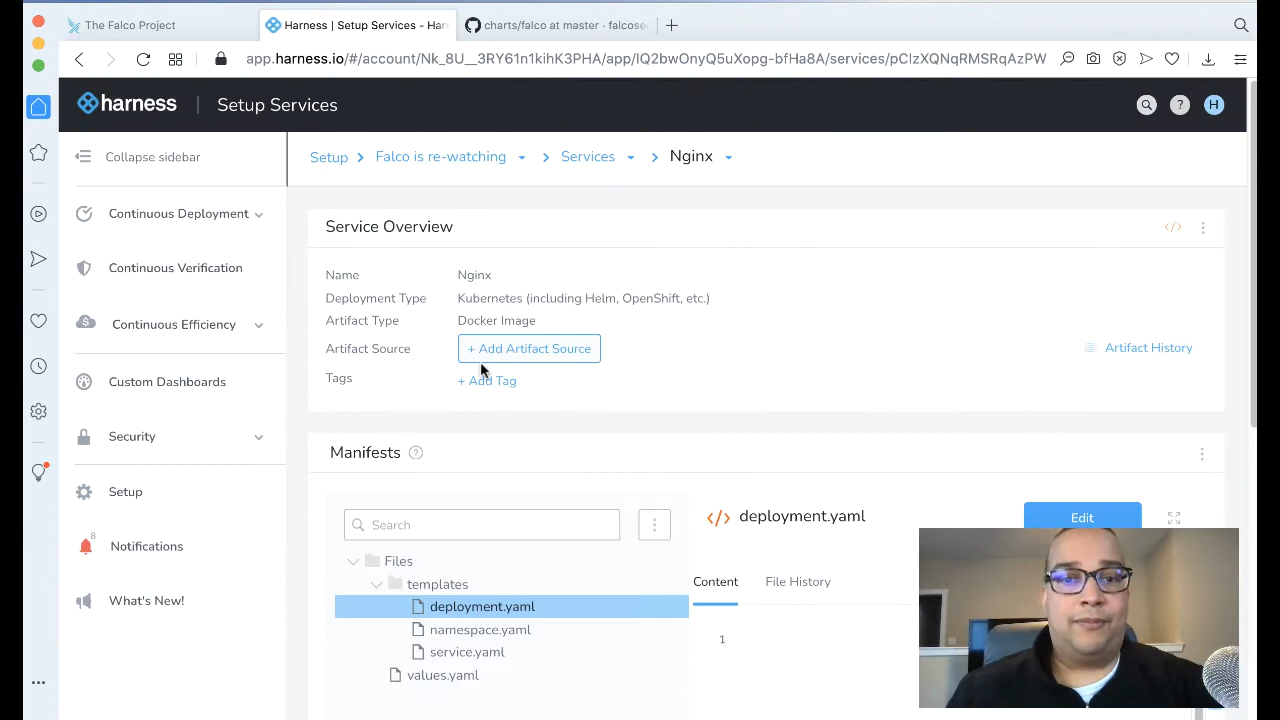 The Falco Project
Harness | Setup Services - Har
charts/falco at master · falcose
app.harness.io/#/account/Nk_8U__3RY61n1kihK3PHA/app/IQ2bwOnyQ5uXopg-bfHa8A/services/pCIzXQNqRMSRqAzPW
harness
Setup Services
H
Collapse sidebar
Setup
Falco is re-watching
Services
Nginx
Continuous Deployment
Continuous Verification
Continuous Efficiency
Custom Dashboards
Security
Setup
8
Notifications
What's New!
Service Overview
</>
Name
Nginx
Deployment Type
Kubernetes (including Helm, OpenShift, etc.)
Artifact Type
Docker Image
Artifact Source
+ Add Artifact Source
Artifact History
Tags
+ Add Tag
Manifests
Search
Files
templates
deployment.yaml
namespace.yaml
service.yaml
values.yaml
</> deployment.yaml
Edit
Content
File History
1